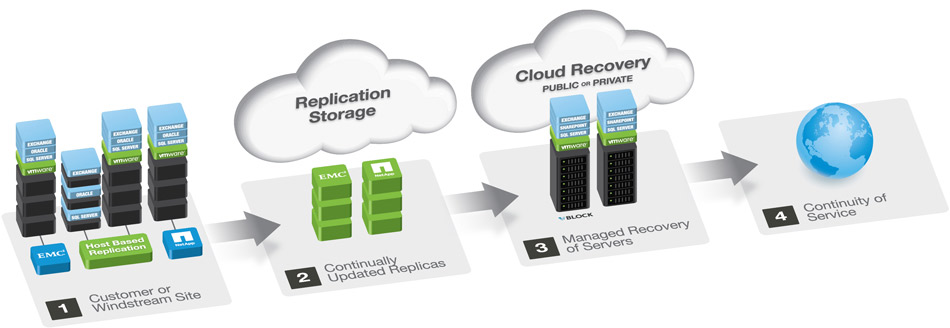 EXCHANGE
ORACLE
SQL SERVER
vmware
EXCHANGE
ORACLE
SQL SERVER
EXCHANGE
ORACLE
SQL SERVER
vmware
EXCHANGE
ORACLE
SQL SERVER
vmware
EMC²
Host Based
Replication
NetApp
1
Customer or
Windstream Site
Replication
Storage
EMC²
NetApp
2
Continually
Updated Replicas
Cloud Recovery
PUBLIC OR PRIVATE
EXCHANGE
SHAREPOINT
SQL SERVER
vmware
EXCHANGE
SHAREPOINT
SQL SERVER
vmware
VBLOCK
3
Managed Recovery
of Servers
4
Continuity of
Service